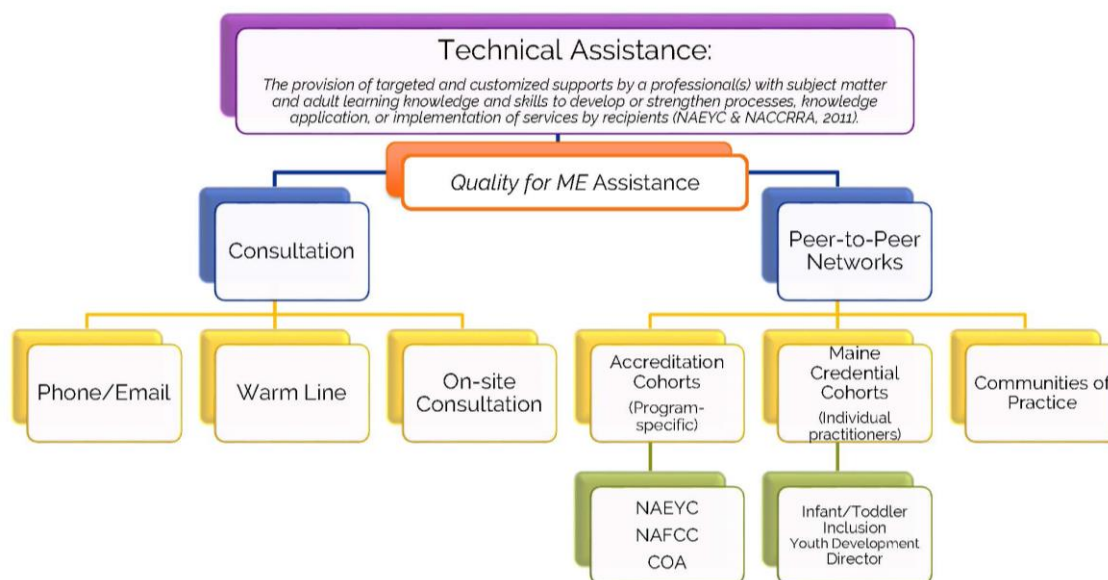 Technical Assistance:
The provision of targeted and customized supports by a professional(s) with subject matter
and adult learning knowledge and skills to develop or strengthen processes, knowledge
application, or implementation of services by recipients (NAEYC & NACCRRA, 2011).
Quality for ME Assistance
Consultation
Peer-to-Peer
Networks
Phone/Email
Warm Line
On-site
Consultation
Accreditation
Cohorts
(Program-
specific)
Maine
Credential
Cohorts
(Individual
practitioners)
Communities of
Practice
NAEYC
NAFCC
COA
Infant/Toddler
Inclusion
Youth Development
Director